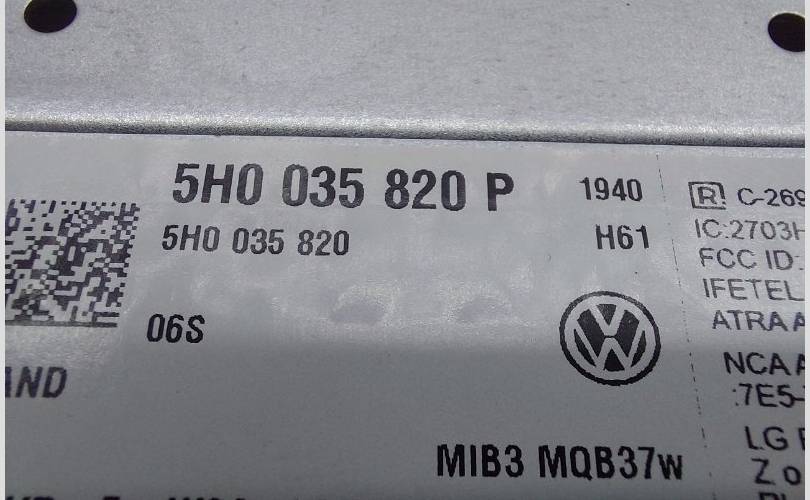 5H0 035 820 P 1940
5H0 035 820 H61
06S
MIB3 MQB37w
R C-269
IC:2703H
FCC ID:
IFETEL
ATRAA
NCAA
:7E5-
LG
Zo